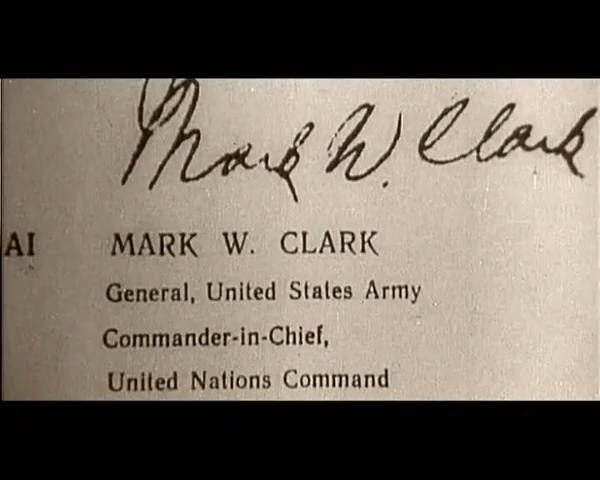 Mark W. Clark
AI MARK W. CLARK
General, United States Army
Commander-in-Chief,
United Nations Command